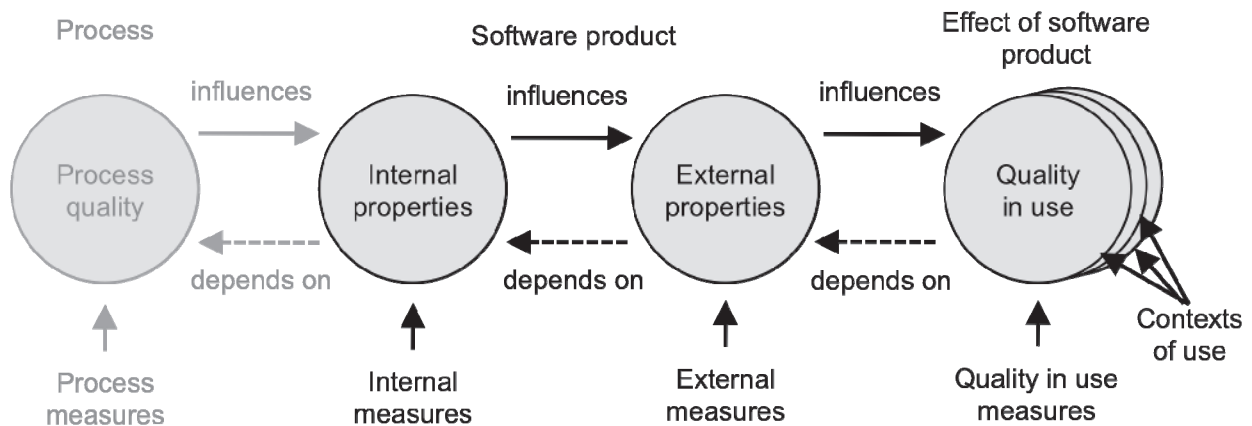 Process
Software product
Effect of software
product
influences
influences
influences
Process
quality
Internal
properties
External
properties
Quality
in use
depends on
depends on
depends on
Contexts
of use
Process
measures
Internal
measures
External
measures
Quality in use
measures